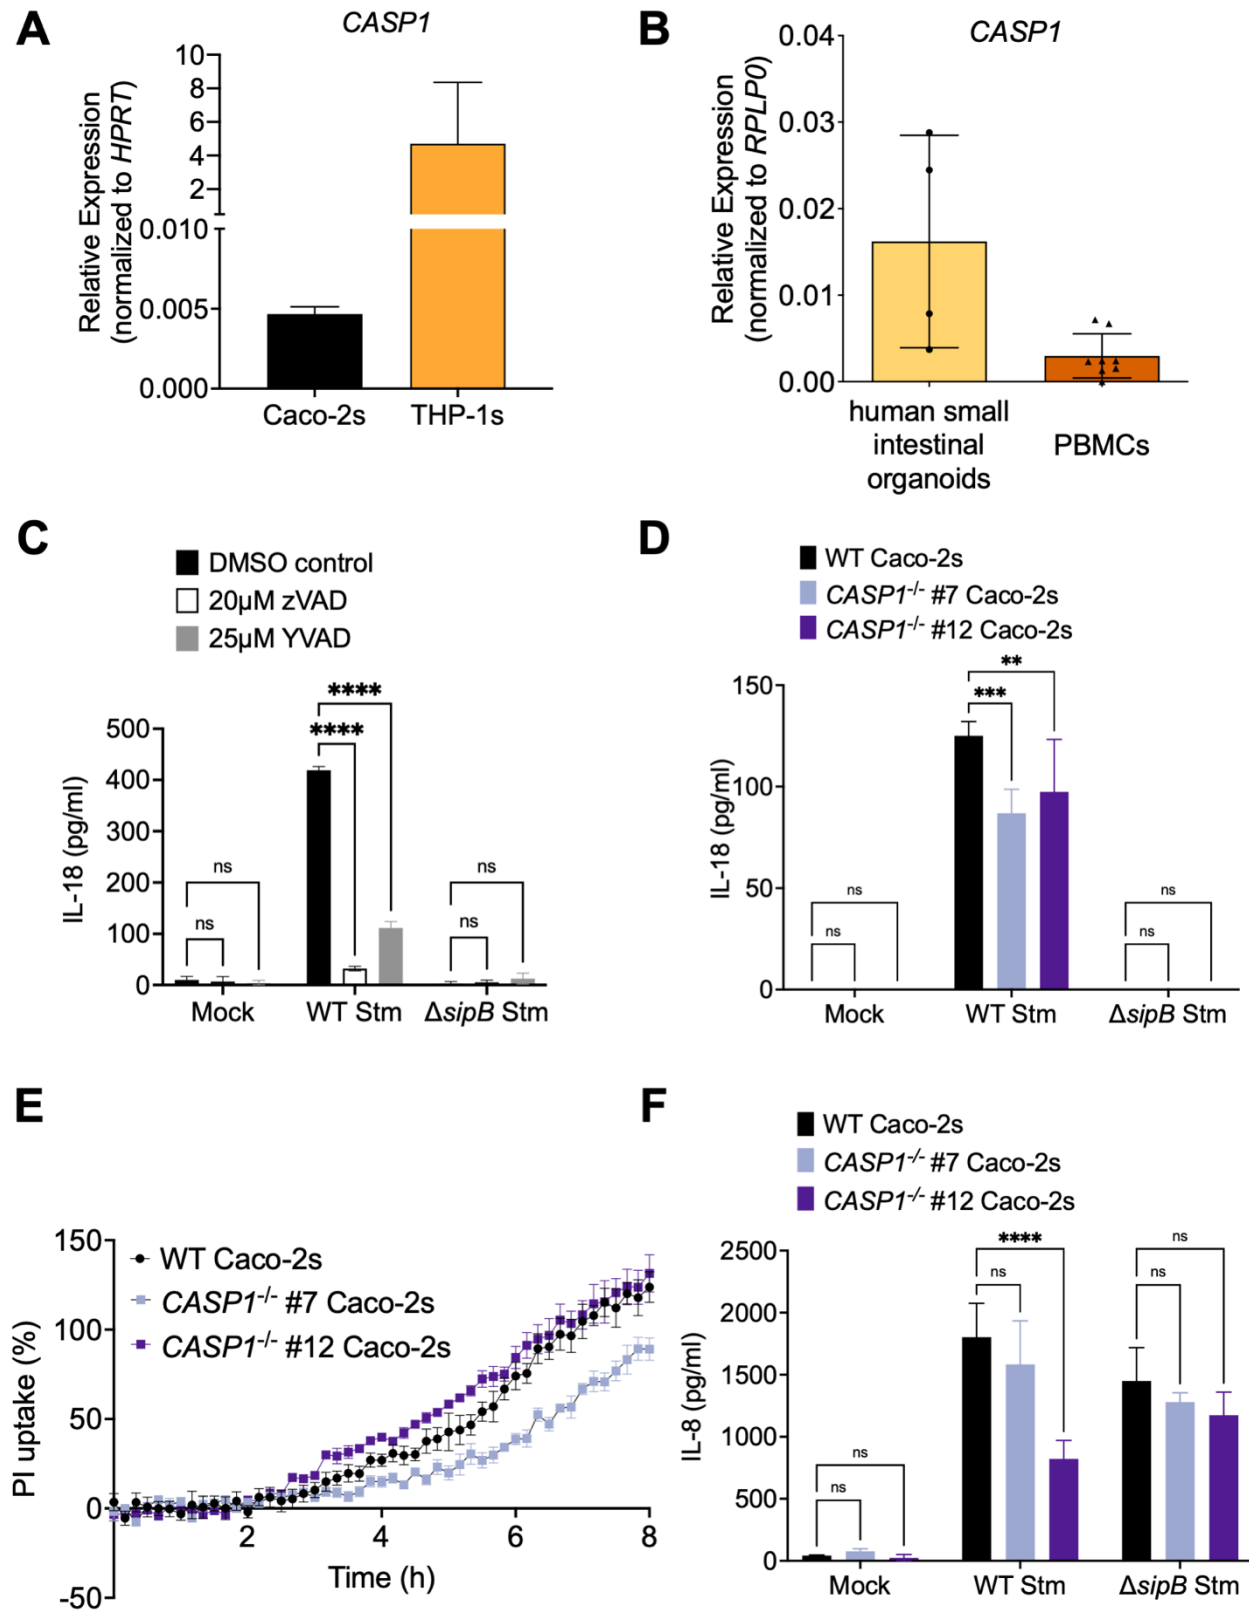 A
CASP1
Relative Expression
(normalized to HPRT)
10
8
6
4
2
0.010
0.005
0.000
Caco-2s
THP-1s
B
CASP1
Relative Expression
(normalized to RPLP0)
0.04
0.03
0.02
0.01
0.00
human small
intestinal
organoids
PBMCs
C
DMSO control
20µM zVAD
25µM YVAD
IL-18 (pg/ml)
500
400
300
200
100
0
ns
ns
****
****
ns
ns
Mock
WT Stm
ΔsipB Stm
D
WT Caco-2s
CASP1-/- #7 Caco-2s
CASP1-/- #12 Caco-2s
IL-18 (pg/ml)
150
100
50
0
ns
ns
**
***
ns
ns
Mock
WT Stm
ΔsipB Stm
E
PI uptake (%)
150
100
50
0
-50
WT Caco-2s
CASP1-/- #7 Caco-2s
CASP1-/- #12 Caco-2s
2
4
6
8
Time (h)
F
WT Caco-2s
CASP1-/- #7 Caco-2s
CASP1-/- #12 Caco-2s
IL-8 (pg/ml)
2500
2000
1500
1000
500
0
ns
ns
****
ns
ns
ns
Mock
WT Stm
ΔsipB Stm